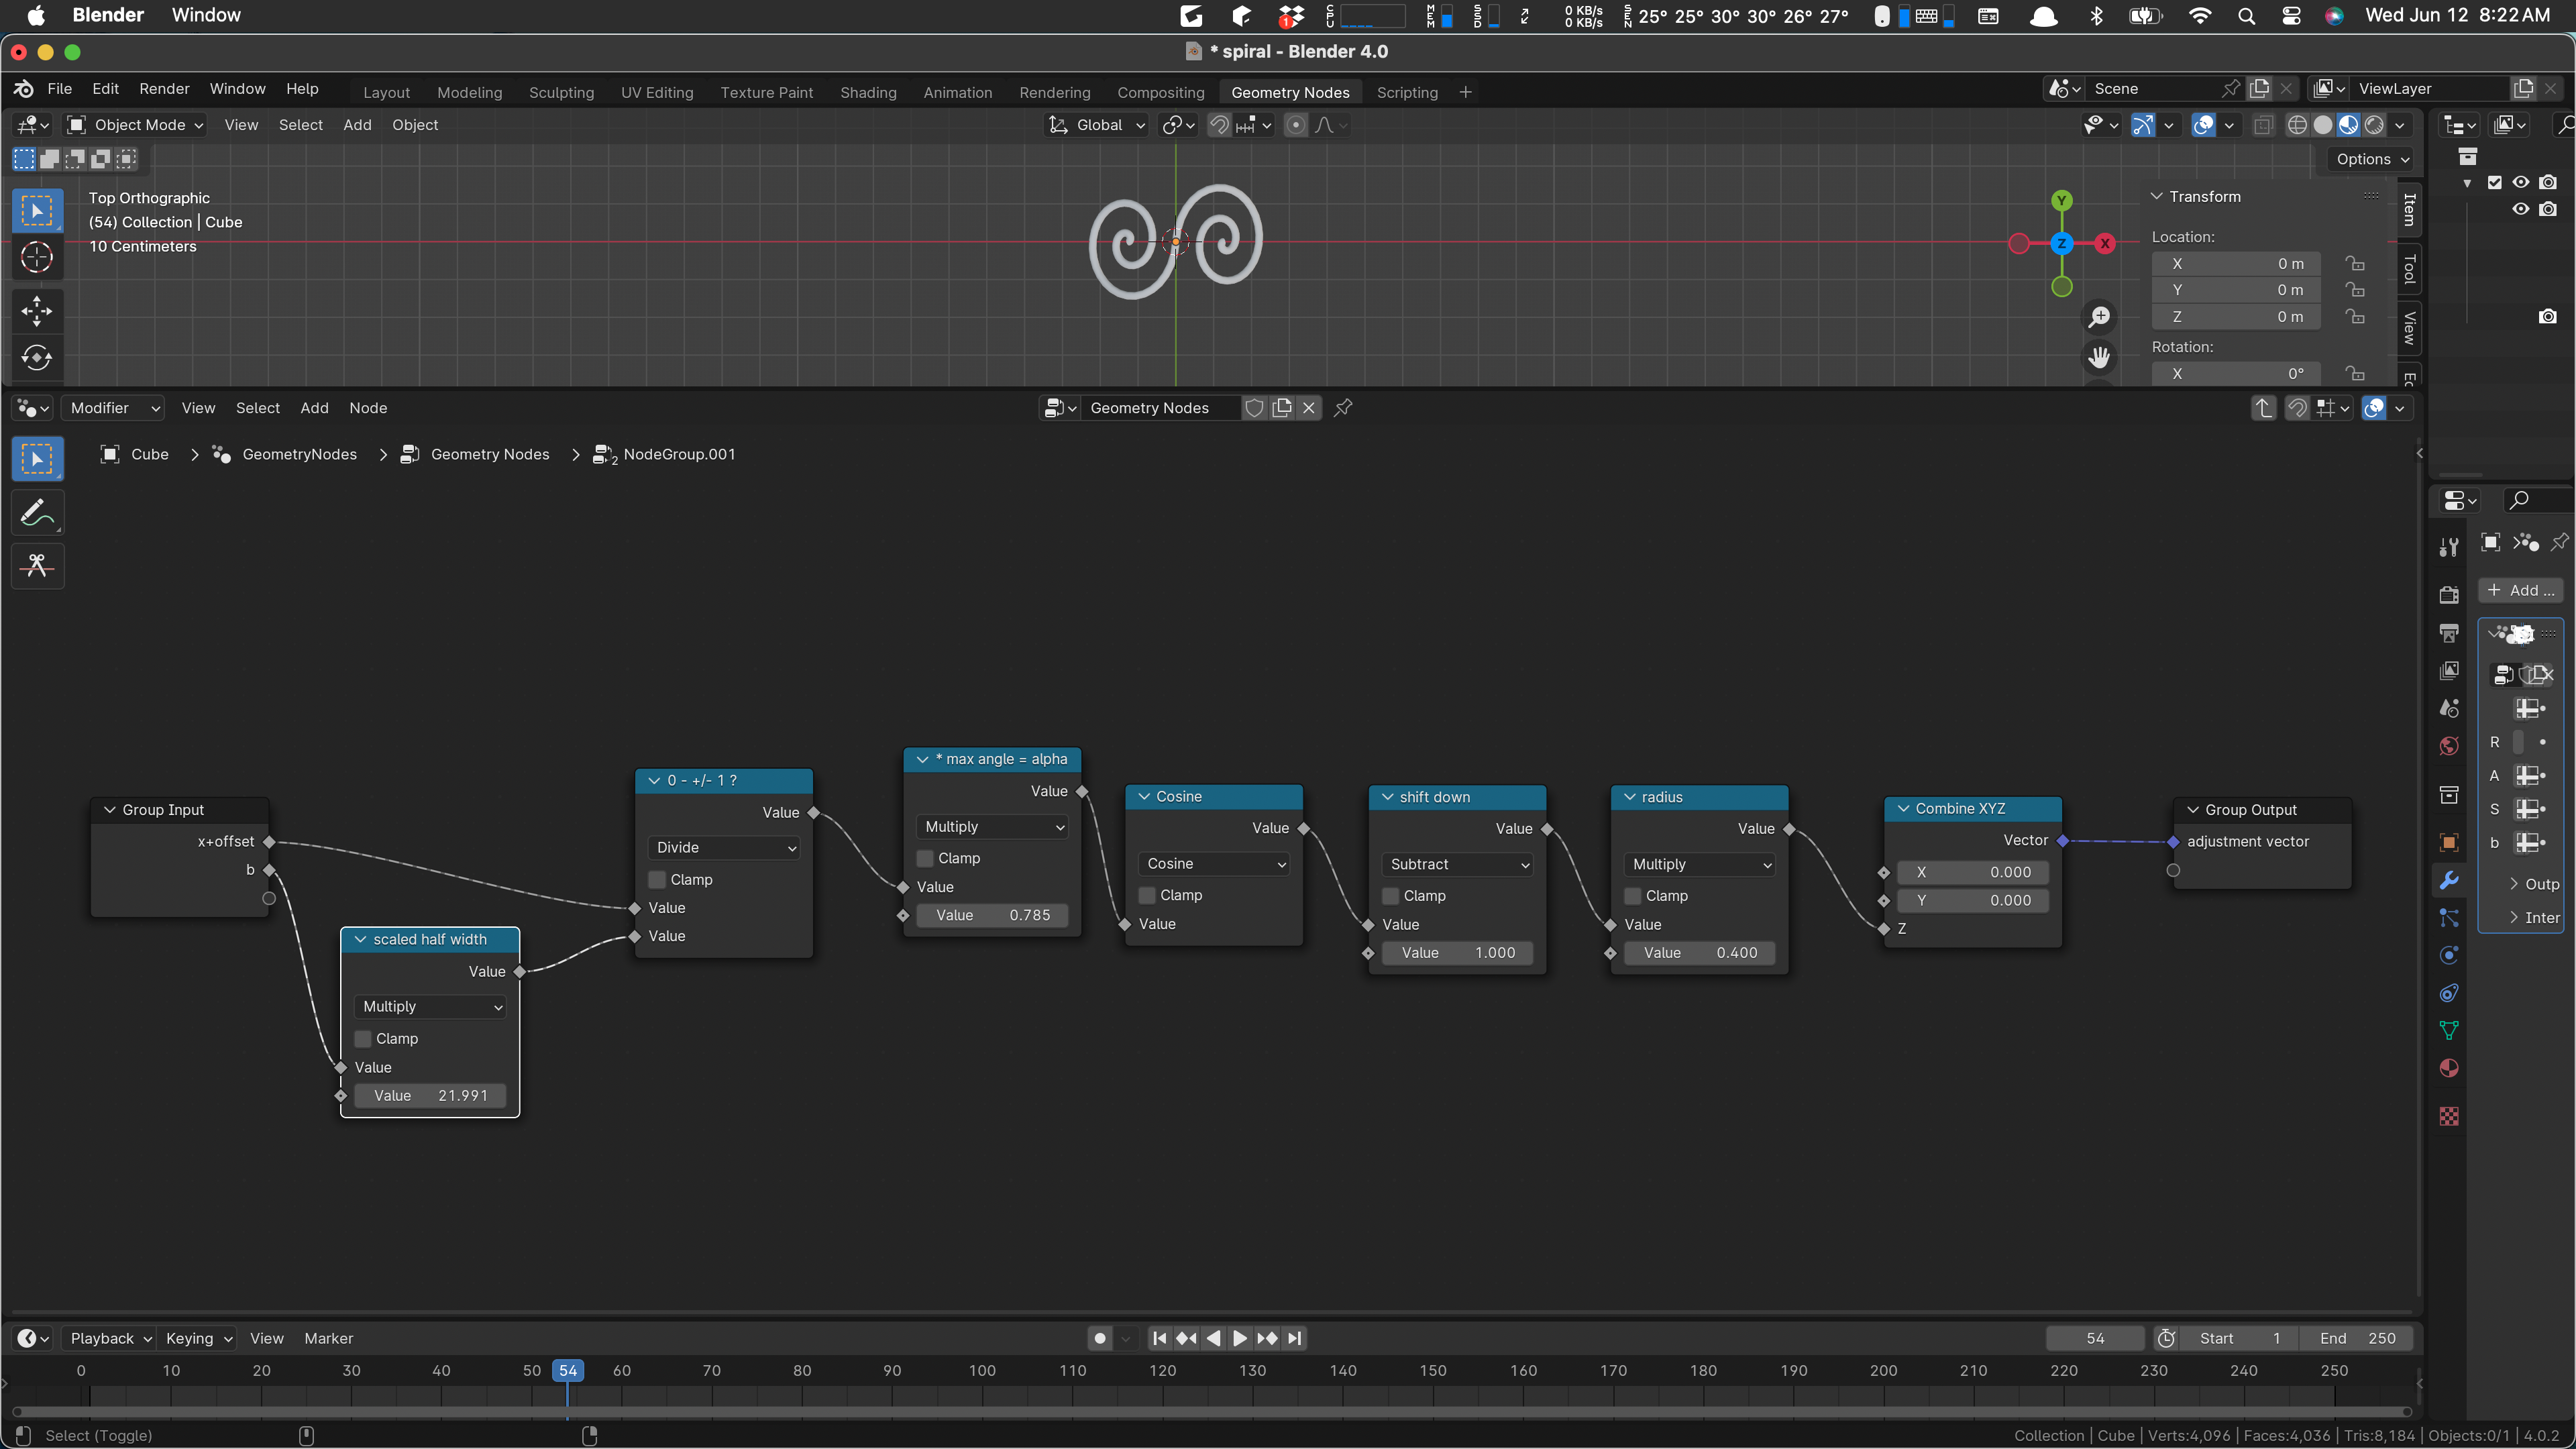 Blender Window
1
CPU MEM SSD 0 KB/s 0 KB/s SEN 25° 25° 30° 30° 26° 27° Wed Jun 12 8:22 AM
* spiral - Blender 4.0
File Edit Render Window Help Layout Modeling Sculpting UV Editing Texture Paint Shading Animation Rendering Compositing Geometry Nodes Scripting + Scene ViewLayer
Object Mode View Select Add Object Global
Options
Top Orthographic
(54) Collection | Cube
10 Centimeters
Y
Z
X
Transform
Location:
X 0 m
Y 0 m
Z 0 m
Rotation:
X 0°
Item
Tool
View
Modifier View Select Add Node Geometry Nodes
Cube > GeometryNodes > Geometry Nodes > 2 NodeGroup.001
Group Input
x+offset
b
scaled half width
Value
Multiply
Clamp
Value
Value 21.991
0 - +/- 1 ?
Value
Divide
Clamp
Value
Value
* max angle = alpha
Value
Multiply
Clamp
Value
Value 0.785
Cosine
Value
Cosine
Clamp
Value
shift down
Value
Subtract
Clamp
Value
Value 1.000
radius
Value
Multiply
Clamp
Value
Value 0.400
Combine XYZ
Vector
X 0.000
Y 0.000
Z
Group Output
adjustment vector
+ Add ...
R
A
S
b
> Outp
> Inter
Playback Keying View Marker 54 Start 1 End 250
0 10 20 30 40 50 54 60 70 80 90 100 110 120 130 140 150 160 170 180 190 200 210 220 230 240 250
Select (Toggle) Collection | Cube | Verts:4,096 | Faces:4,036 | Tris:8,184 | Objects:0/1 | 4.0.2